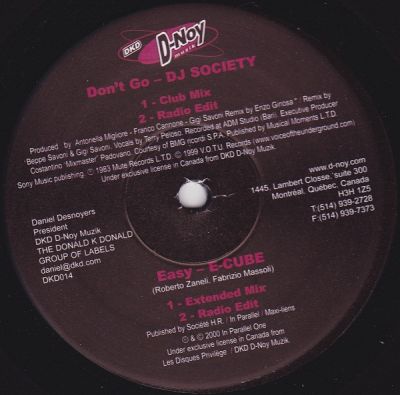 DKD
D-Noy
muzik
Don't Go – DJ SOCIETY
1 - Club Mix
2 - Radio Edit
Produced by Antonella Miglione - Franco Cannone - Gigi Savoni Remix by Enzo Ginosa " Remix by
"Beppe Savoni & Gigi Savoni. Vocals by Terry Peloso. Recorded at ADM Studio (Bari). Executive Producer
Costantino 'Mixmaster' Padovano. Courtesy of BMG ricordi S.P.A. Published by Musical Moments L.T.D.
Sony Music publishing. ℗ 1983 Mute Records L.T.D. © 1999 V.O.T.U. Records (www.voiceoftheunderground.com)
Under exclusive license in Canada from DKD D-Noy Muzik.
www.d-noy.com
1445, Lambert Closse, suite 300
Montréal, Québec, Canada
H3H 1Z5
T:(514) 939-2728
F:(514) 939-7373
Daniel Desnoyers
President
DKD D-Noy Muzik
THE DONALD K DONALD
GROUP OF LABELS
daniel@dkd.com
DKD014
Easy – E-CUBE
(Roberto Zaneli, Fabrizio Massoli)
1 - Extended Mix
2 - Radio Edit
Published by Société H.R. / In Parallel / Maxi-liens
℗ & © 2000 In Parallel One
Under exclusive license in Canada from
Les Disques Privilège / DKD D-Noy Muzik.